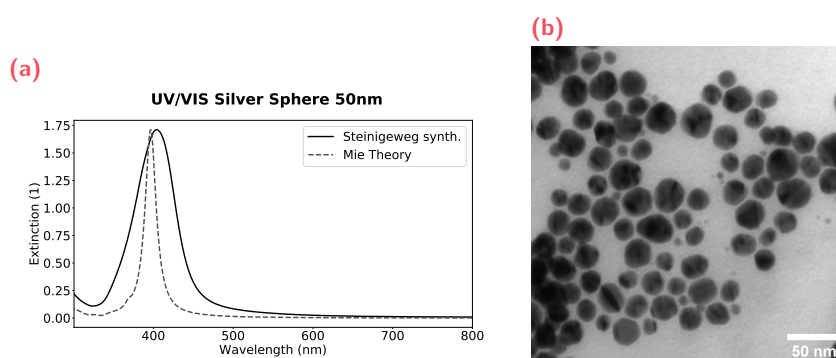 (a)
UV/VIS Silver Sphere 50nm
Extinction (1)
1.75
1.50
1.25
1.00
0.75
0.50
0.25
0.00
Steinigeweg synth.
Mie Theory
400
500
600
700
800
Wavelength (nm)
(b)
50 nm